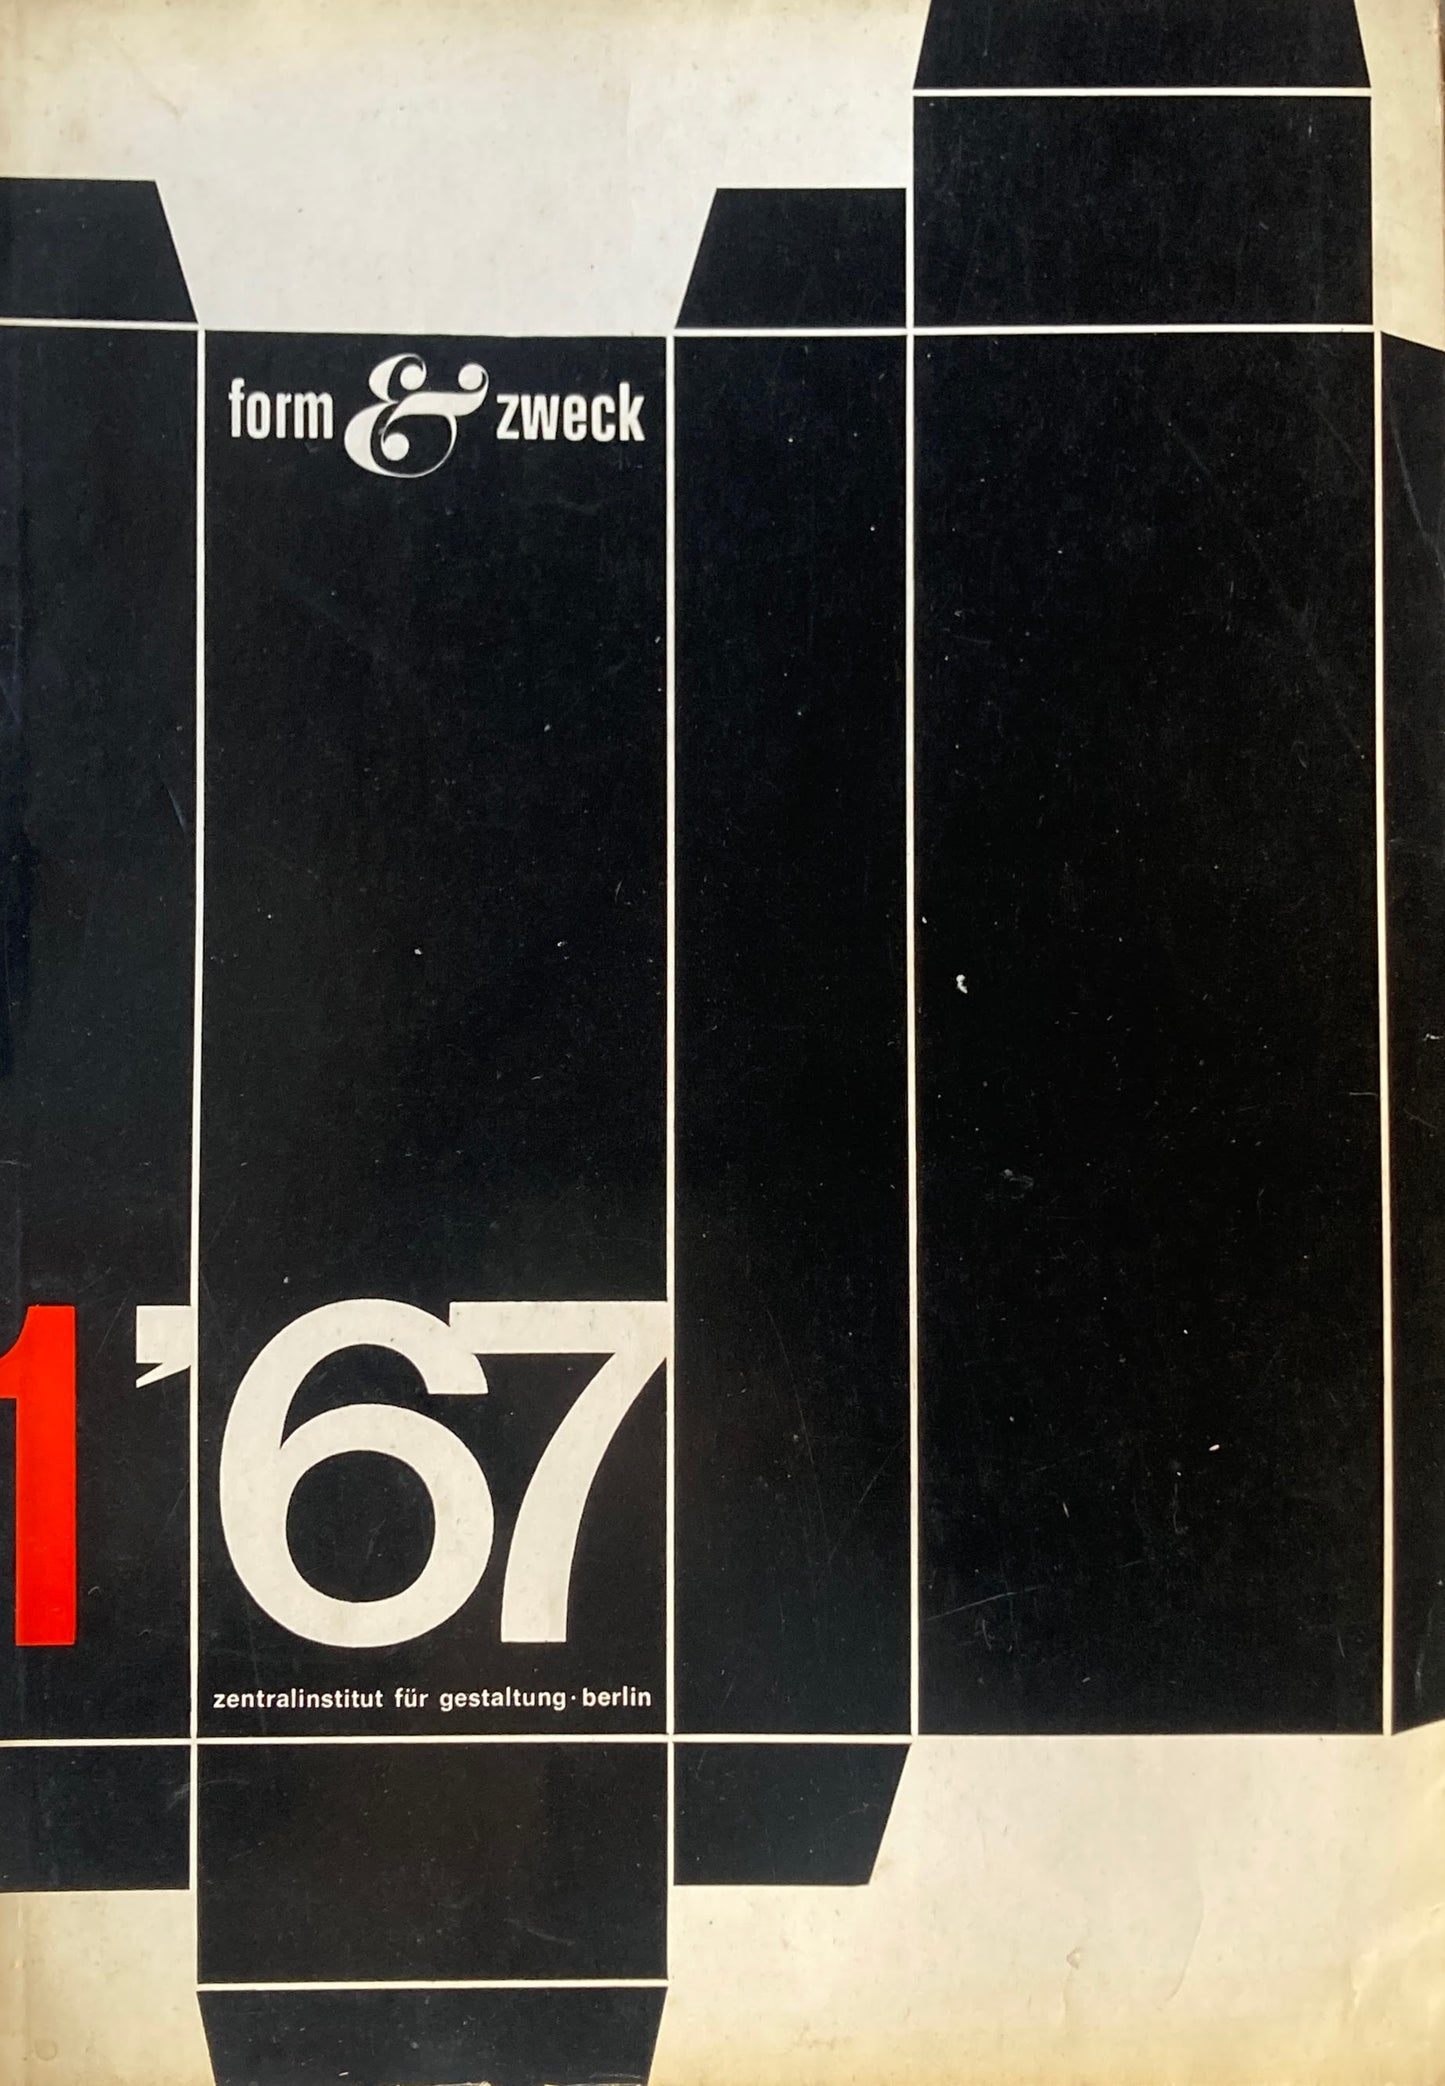 form & zweck
1'67
zentralinstitut für gestaltung · berlin